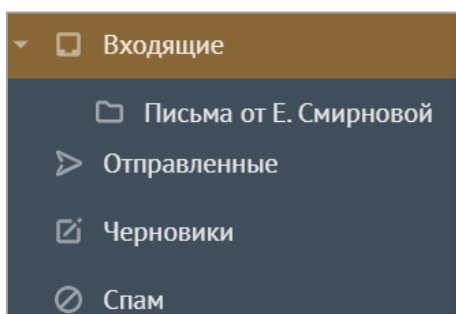 Входящие
Письма от Е. Смирновой
Отправленные
Черновики
Спам